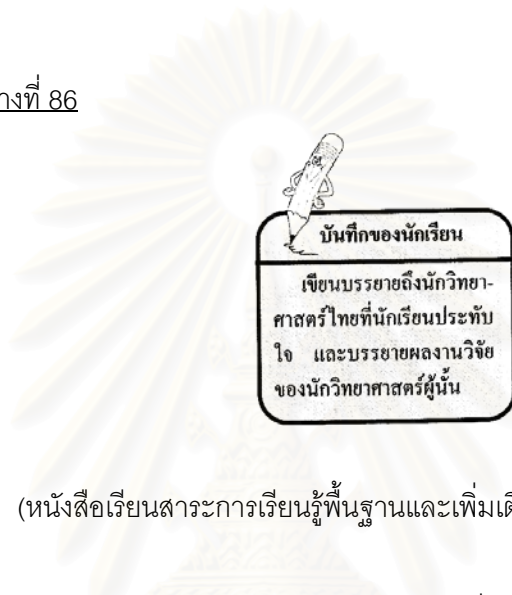 างที่ 86
บันทึกของนักเรียน
เขียนบรรยายถึงนักวิทยา-
ศาสตร์ไทยที่นักเรียนประทับ
ใจ และบรรยายผลงานวิจัย
ของนักวิทยาศาสตร์ผู้นั้น
(หนังสือเรียนสาระการเรียนรู้พื้นฐานและเพิ่มเติ